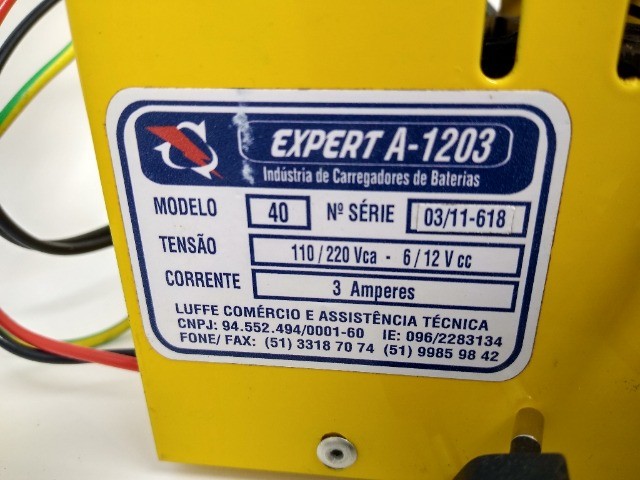 EXPERT A-1203
Indústria de Carregadores de Baterias
MODELO 40 Nº SÉRIE 03/11-618
TENSÃO 110/220 Vca - 6/12 V cc
CORRENTE 3 Amperes
LUFFE COMÉRCIO E ASSISTÊNCIA TÉCNICA
CNPJ: 94.552.494/0001-60 IE: 096/2283134
FONE/ FAX: (51) 3318 70 74 (51) 9985 98 42